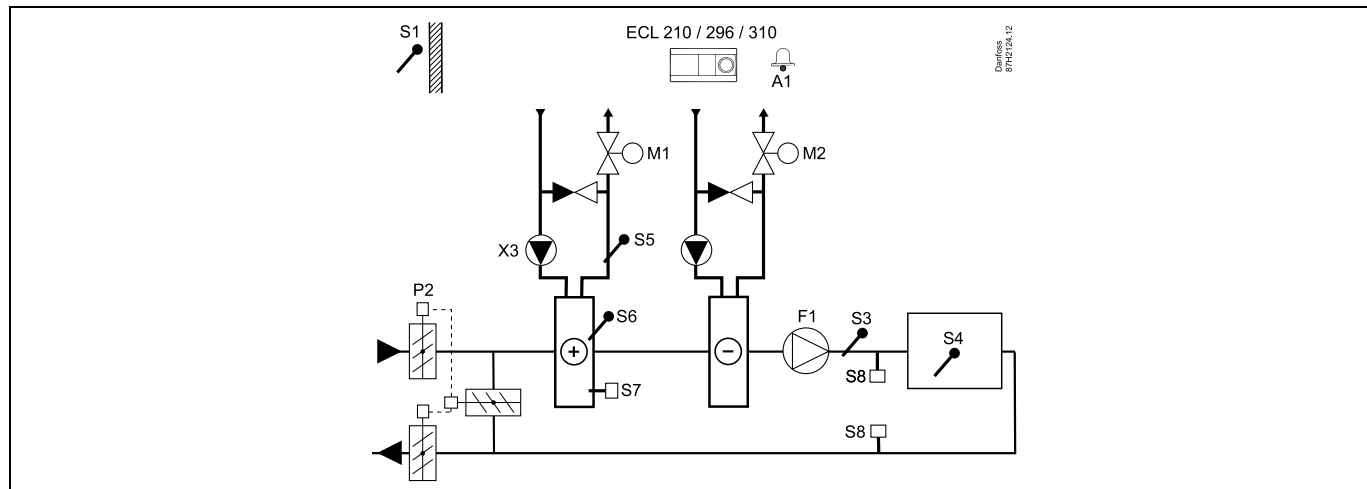 S1
ECL 210 / 296 / 310
A1
Danfoss
87H2124.12
M1
M2
X3
S5
P2
S6
F1
S3
S4
S7
S8
S8